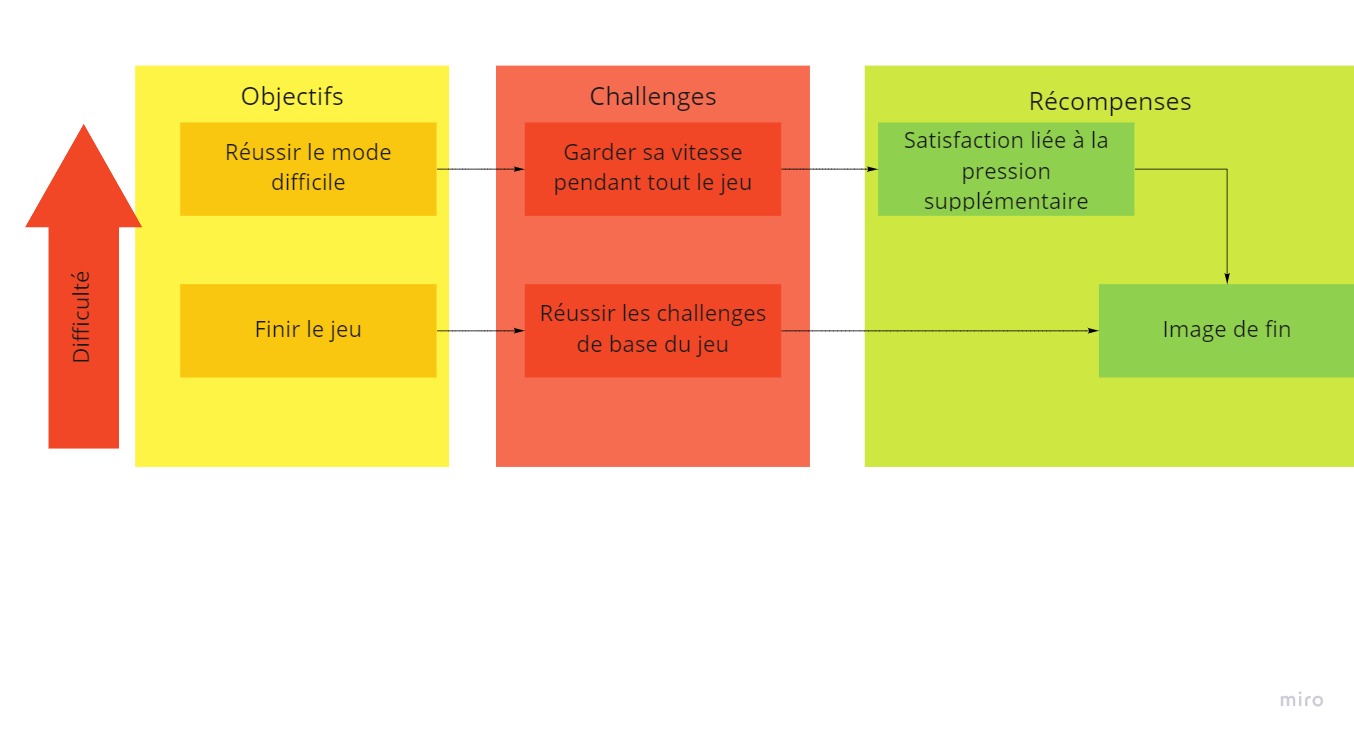 Objectifs
Challenges
Récompenses
Réussir le mode
difficile
Garder sa vitesse
pendant tout le jeu
Satisfaction liée à la
pression
supplémentaire
Difficulté
Finir le jeu
Réussir les challenges
de base du jeu
Image de fin
miro